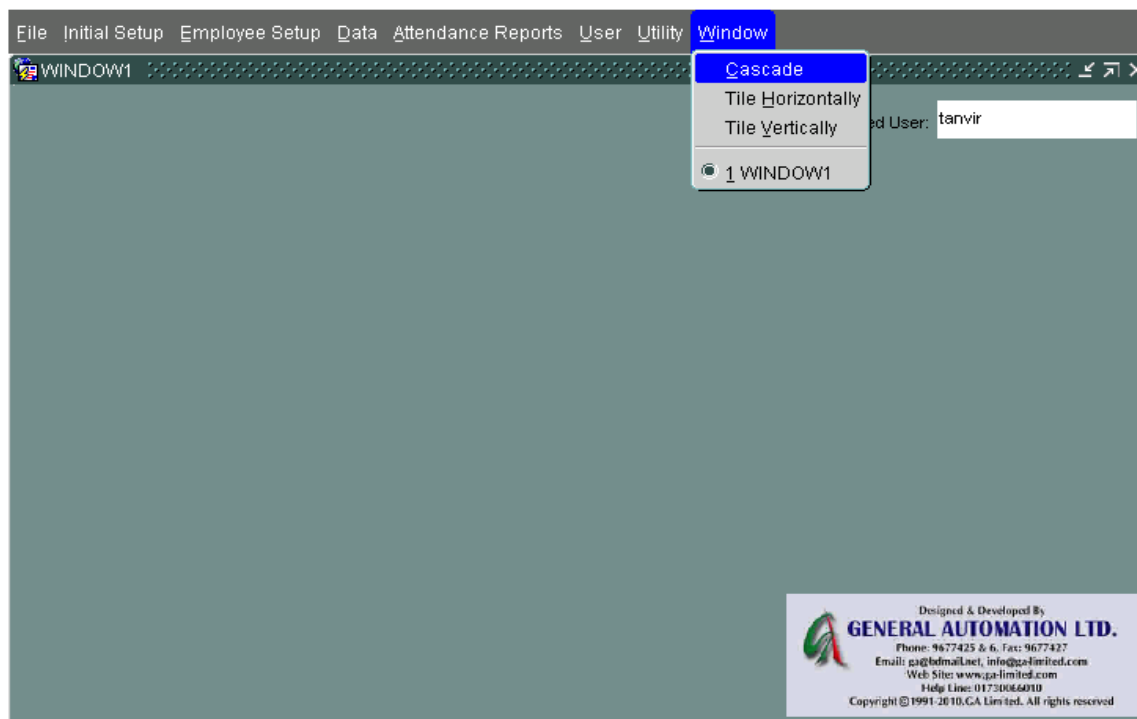 File Initial Setup Employee Setup Data Attendance Reports User Utility Window
WINDOW1
Cascade
Tile Horizontally
Tile Vertically
1 WINDOW1
ed User: tanvir
Designed & Developed By
GENERAL AUTOMATION LTD.
Phone: 9677425 & 6, Fax: 9677427
Email: ga@bdmail.net, info@ga-limited.com
Web Site: www.ga-limited.com
Help Line: 01730066010
Copyright © 1991-2010.GA Limited. All rights reserved